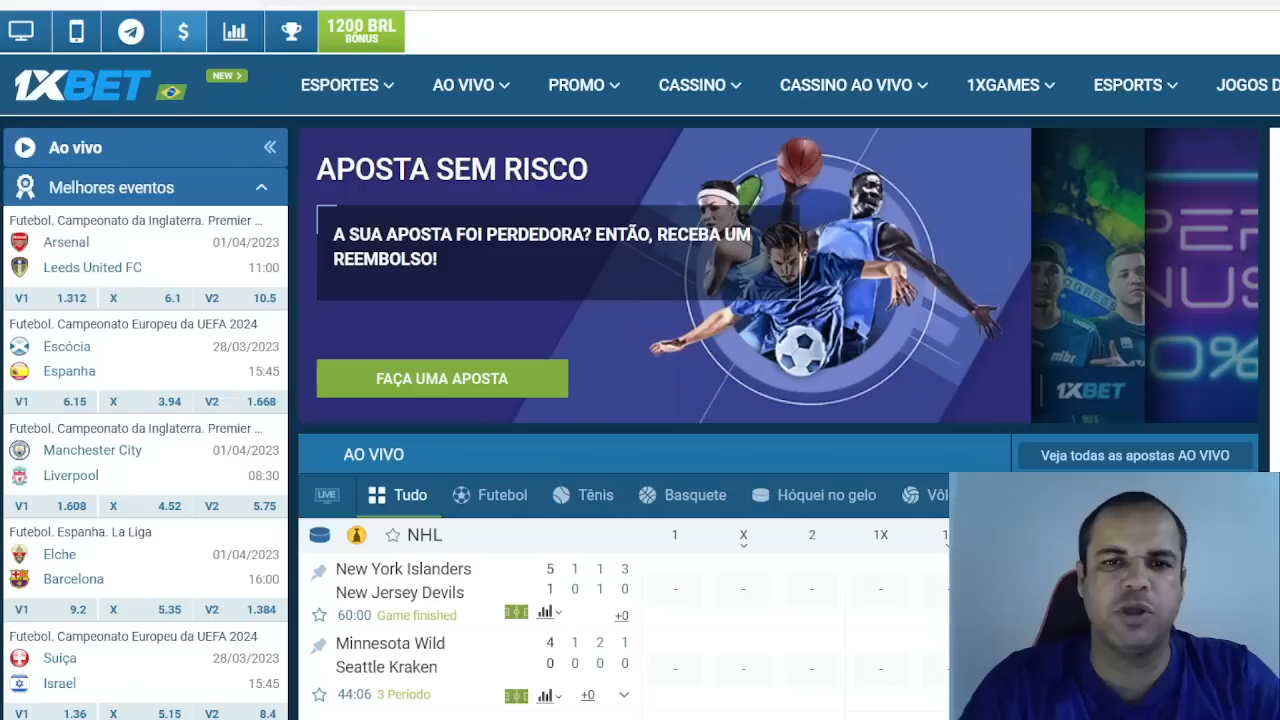 1200 BRL
BÔNUS
1XBET
NEW >
ESPORTES
AO VIVO
PROMO
CASSINO
CASSINO AO VIVO
1XGAMES
ESPORTS
JOGOS D
Ao vivo
Melhores eventos
Futebol. Campeonato da Inglaterra. Premier ...
Arsenal 01/04/2023
Leeds United FC 11:00
V1 1.312 X 6.1 V2 10.5
Futebol. Campeonato Europeu da UEFA 2024
Escócia 28/03/2023
Espanha 15:45
V1 6.15 X 3.94 V2 1.668
Futebol. Campeonato da Inglaterra. Premier ...
Manchester City 01/04/2023
Liverpool 08:30
V1 1.608 X 4.52 V2 5.75
Futebol. Espanha. La Liga
Elche 01/04/2023
Barcelona 16:00
V1 9.2 X 5.35 V2 1.384
Futebol. Campeonato Europeu da UEFA 2024
Suíça 28/03/2023
Israel 15:45
V1 1.36 X 5.15 V2 8.4
APOSTA SEM RISCO
A SUA APOSTA FOI PERDEDORA? ENTÃO, RECEBA UM
REEMBOLSO!
FAÇA UMA APOSTA
mibr
1XBET
0%
AO VIVO
Veja todas as apostas AO VIVO
LIVE
Tudo
Futebol
Tênis
Basquete
Hóquei no gelo
Vôl
NHL 1 X 2 1X 1
New York Islanders 5 1 1 3
New Jersey Devils 1 0 1 0
60:00 Game finished +0
Minnesota Wild 4 1 2 1
Seattle Kraken 0 0 0 0
44:06 3 Período +0